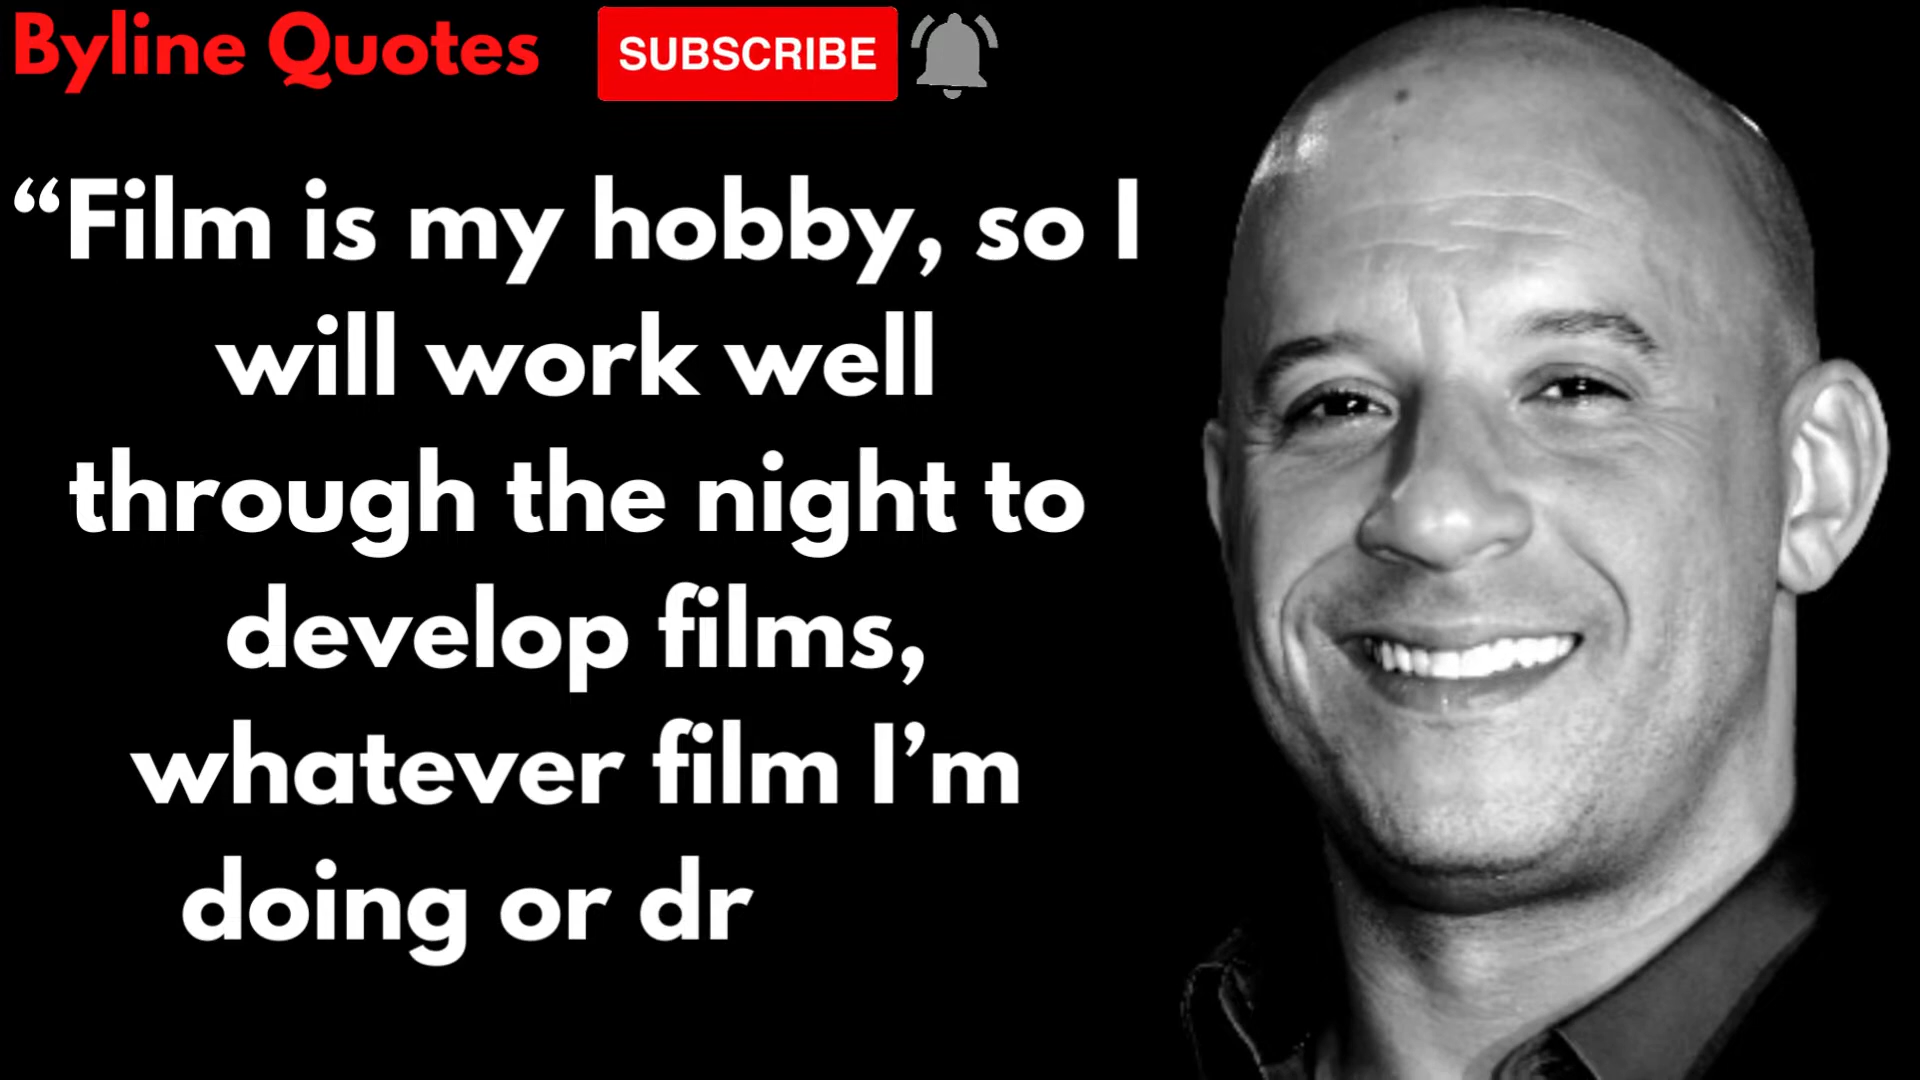 Byline Quotes SUBSCRIBE
“Film is my hobby, so I
will work well
through the night to
develop films,
whatever film I’m
doing or dr